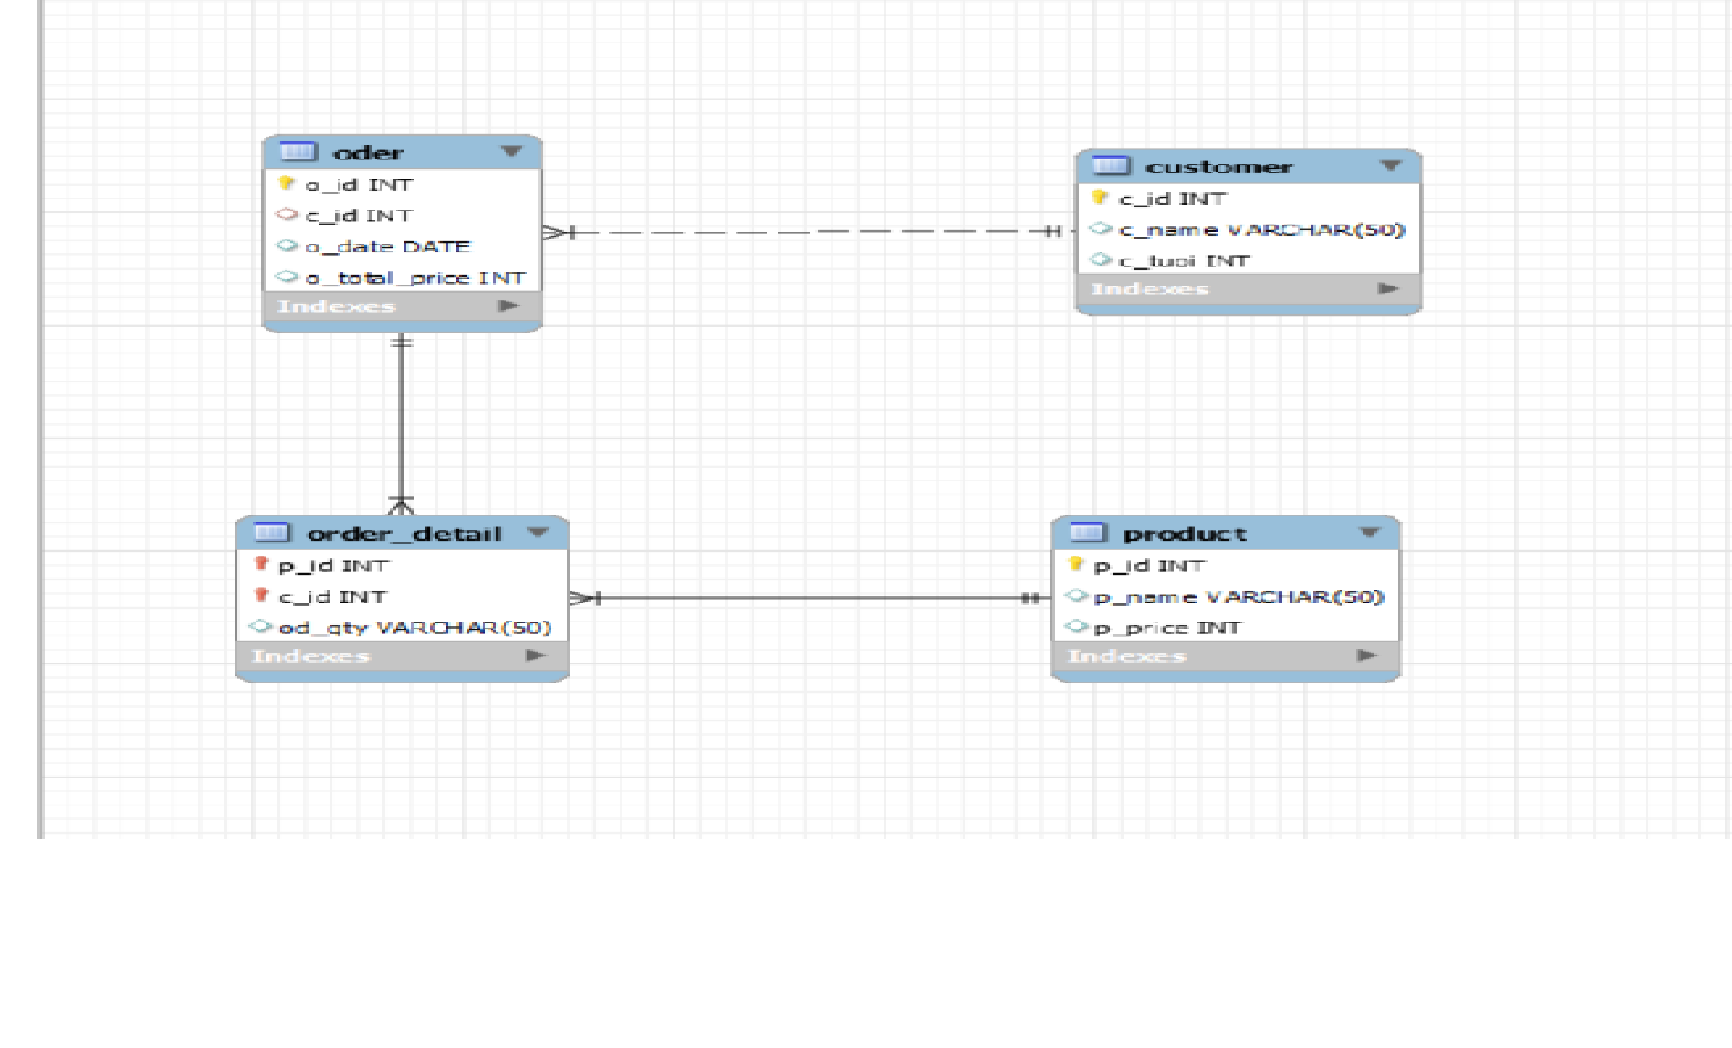 oder
o_id INT
c_id INT
o_date DATE
o_total_price INT
Indexes
customer
c_id INT
c_name VARCHAR(50)
c_tuoi INT
Indexes
order_detail
p_id INT
c_id INT
od_qty VARCHAR(50)
Indexes
product
p_id INT
p_name VARCHAR(50)
p_price INT
Indexes